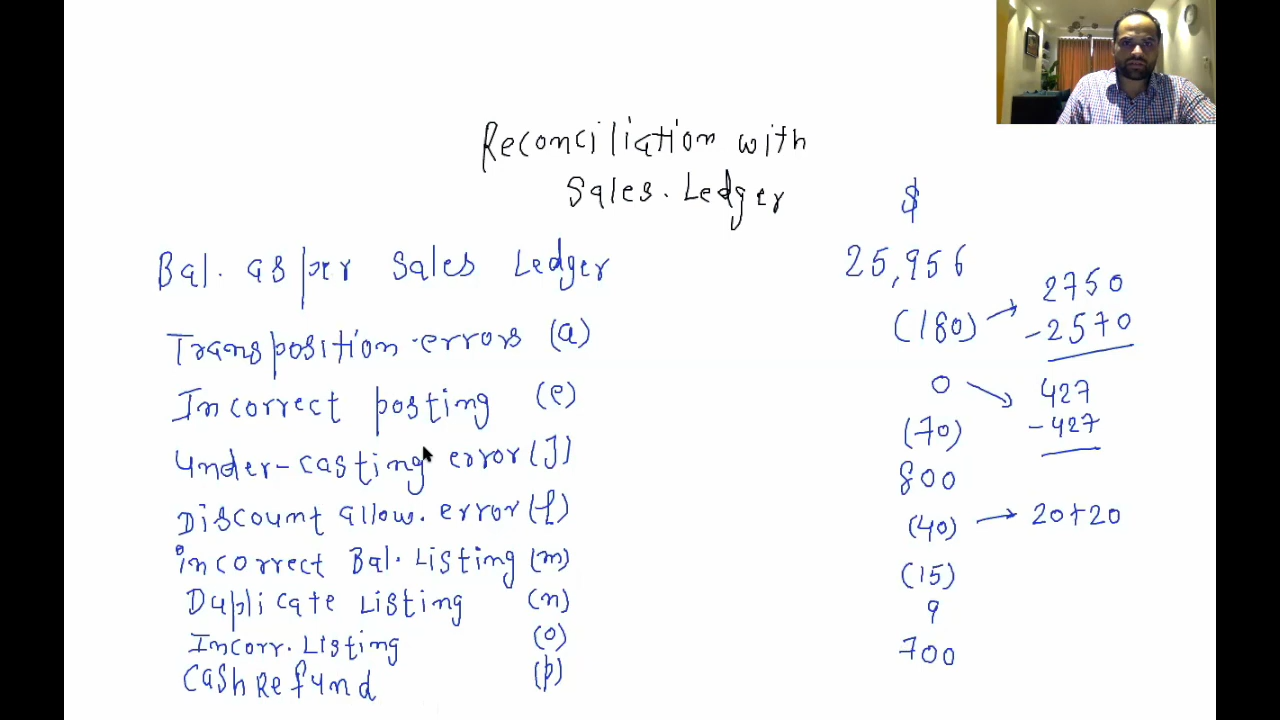 Reconciliation with
Sales. Ledger
$
Bal. as per Sales Ledger 25,956
Transposition errors (a) (180) → 2750
- 2570
Incorrect posting (e) 0 → 427
- 427
Under-casting error (J) (70)
Discount allow. error (l) 800
Incorrect Bal. Listing (m) (40) → 20+20
Duplicate Listing (n) (15)
Incorr. Listing (o) 9
Cash Refund (p) 700